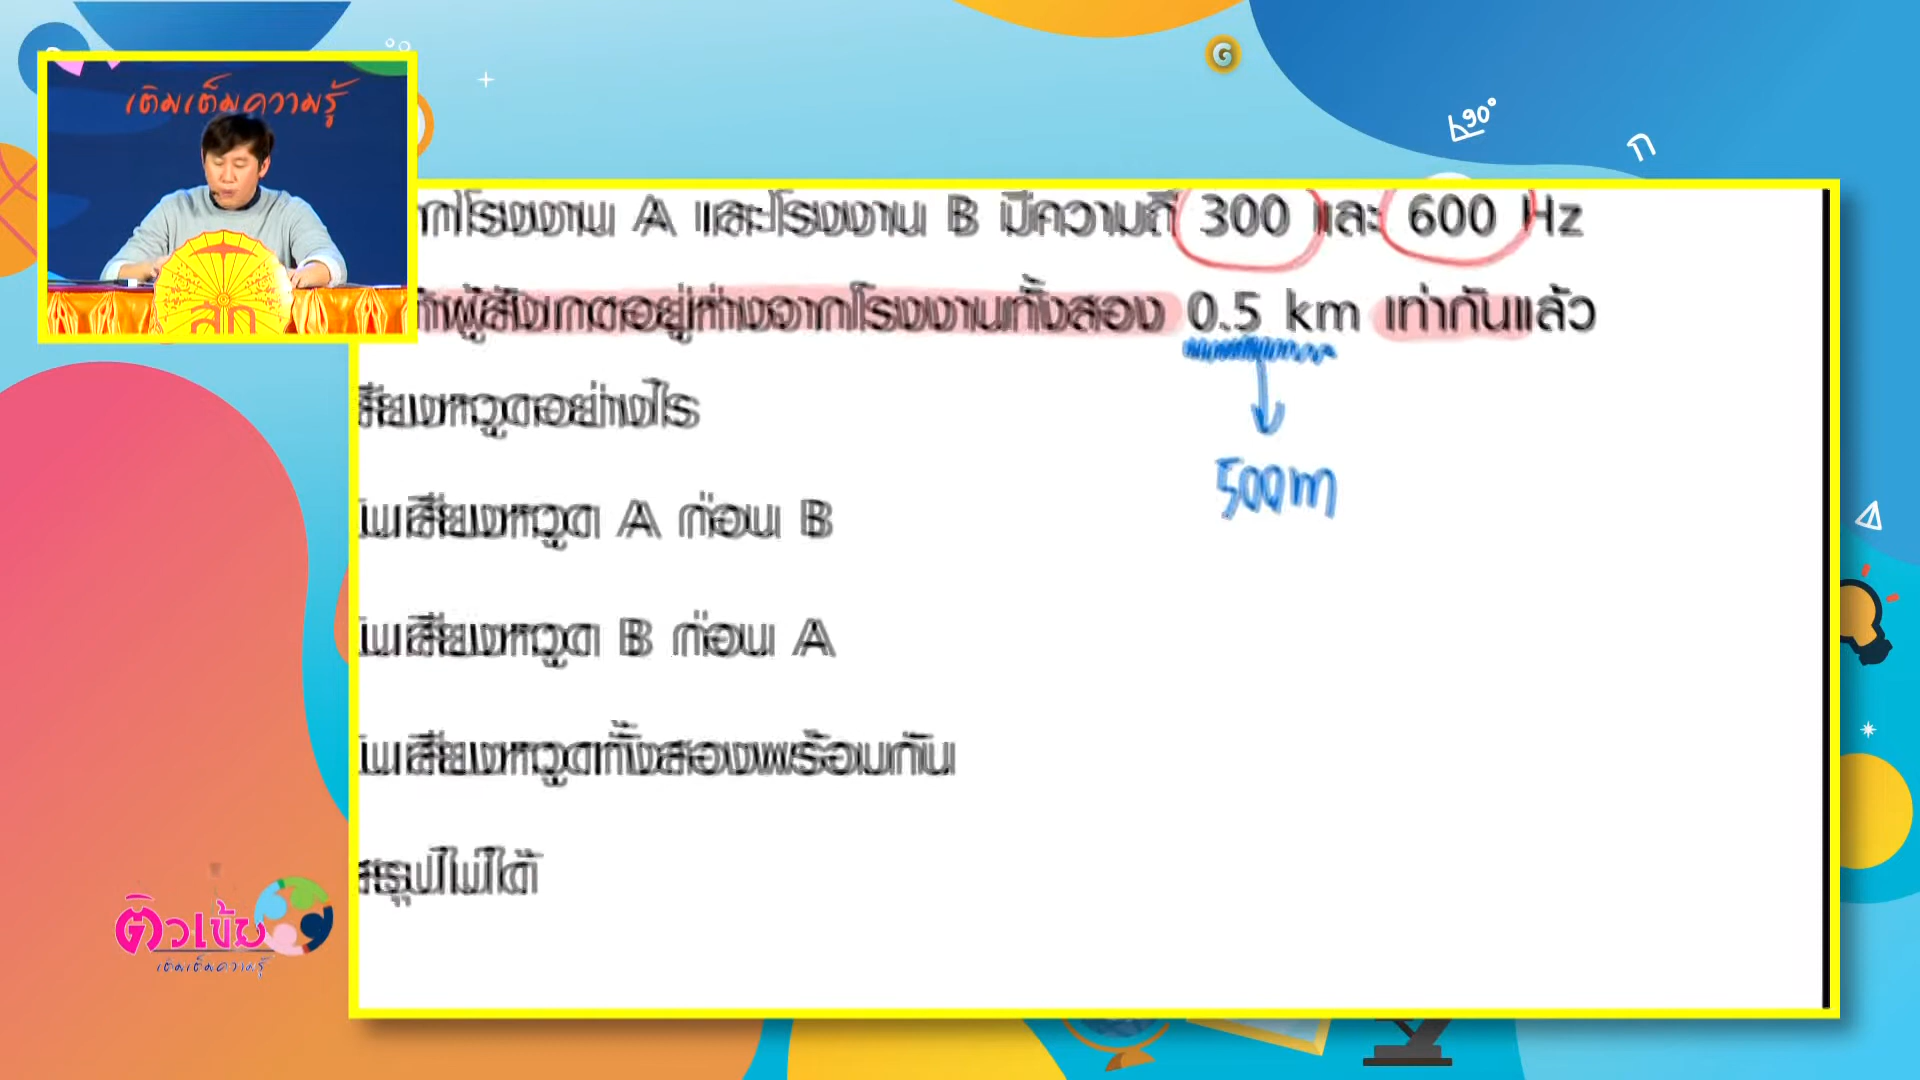 เติมเต็มความรู้
กโรงงาน A และโรงงาน B มีความถี่ 300 และ 600 Hz
ผู้สังเกตอยู่ห่างจากโรงงานทั้งสอง 0.5 km เท่ากันแล้ว
เสียงหวูดอย่างไร
500m
นเสียงหวูด A ก่อน B
นเสียงหวูด B ก่อน A
นเสียงหวูดทั้งสองพร้อมกัน
สรุปไม่ได้
ติวเข้ม
เติมเต็มความรู้
90°
ก